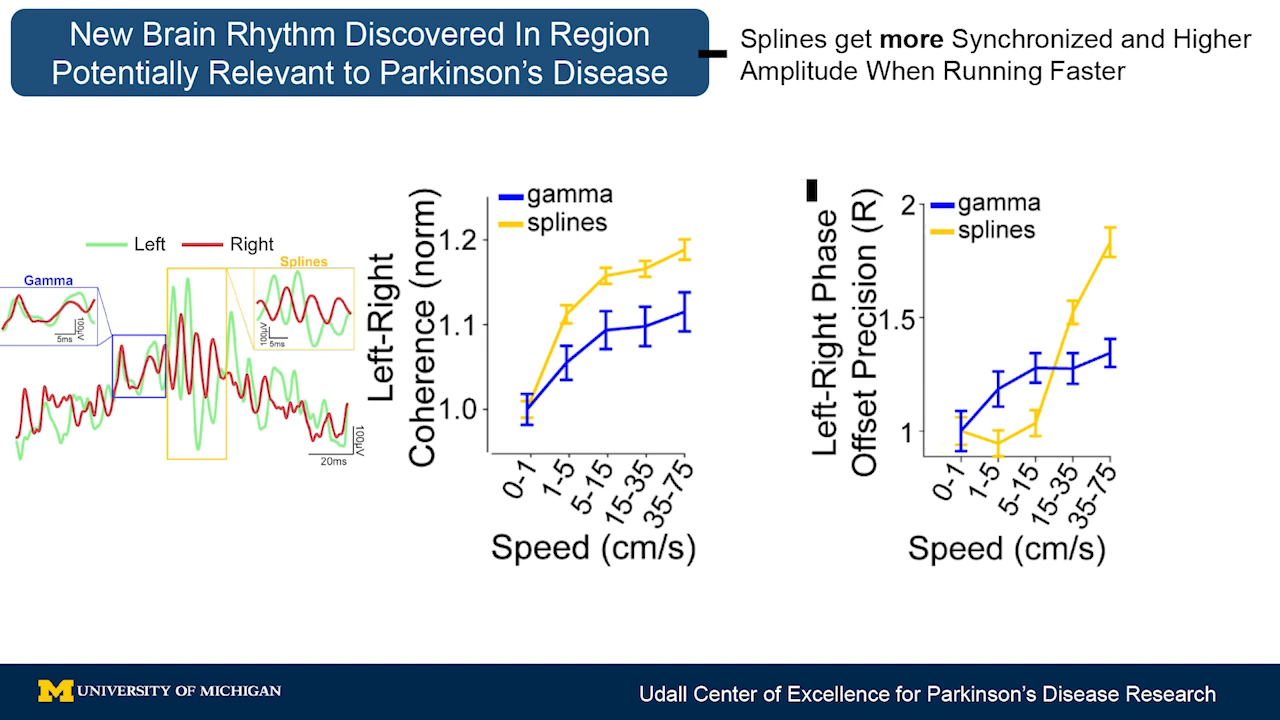 New Brain Rhythm Discovered In Region
Potentially Relevant to Parkinson's Disease
Splines get more Synchronized and Higher
Amplitude When Running Faster
Left
Right
Gamma
100µV
5ms
Splines
100µV
5ms
100µV
20ms
Left-Right
Coherence (norm)
gamma
splines
1.2
1.1
1.0
0-1
1-5
5-15
15-35
35-75
Speed (cm/s)
Left-Right Phase
Offset Precision (R)
gamma
splines
2
1.5
1
0-1
1-5
5-15
15-35
35-75
Speed (cm/s)
M UNIVERSITY OF MICHIGAN
Udall Center of Excellence for Parkinson's Disease Research